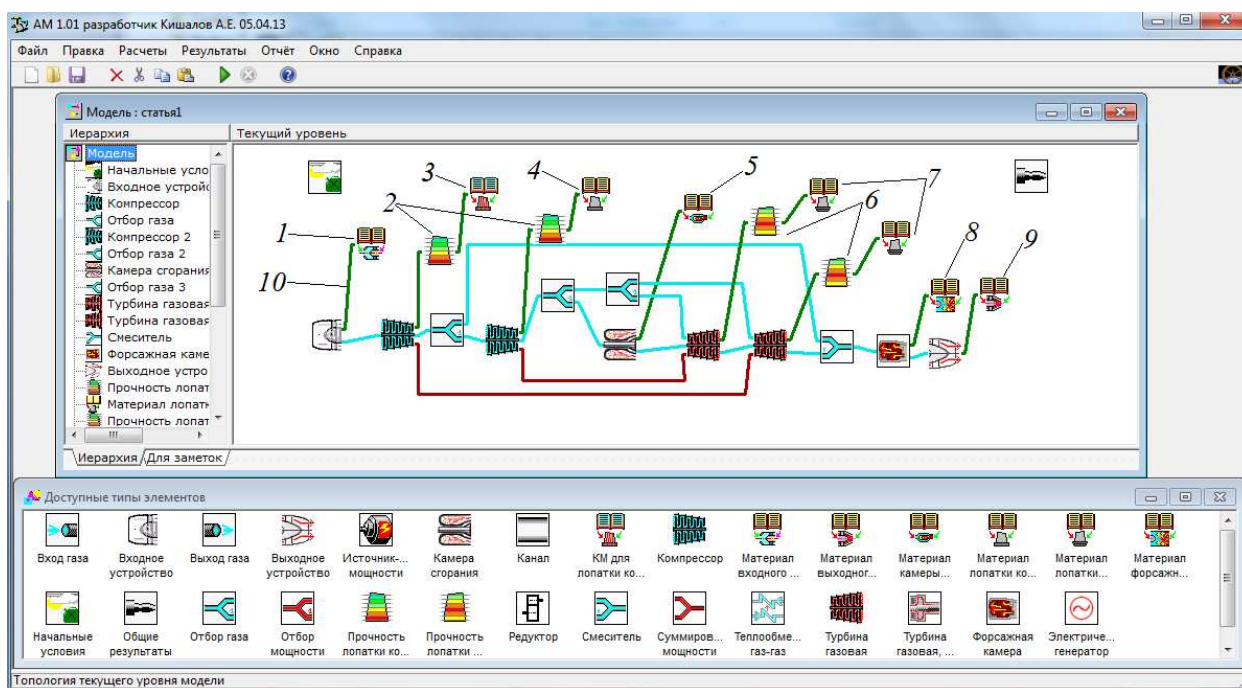 АМ 1.01 разработчик Кишалов А.Е. 05.04.13
Файл Правка Расчеты Результаты Отчёт Окно Справка
Модель : статья1
Иерархия Текущий уровень
Модель
Начальные усло
Входное устройс
Компрессор
Отбор газа
Компрессор 2
Отбор газа 2
Камера сгорания
Отбор газа 3
Турбина газовая
Турбина газовая
Смеситель
Форсажная каме
Выходное устро
Прочность лопат
Материал лопатн
Прочность лопат
3 4 5 7
2 6
1 8 9
10
Иерархия Для заметок
Доступные типы элементов
Вход газа
Входное
устройство
Выход газа
Выходное
устройство
Источник-...
мощности
Камера
сгорания
Канал
КМ для
лопатки ко...
Компрессор
Материал
входного ...
Материал
выходног...
Материал
камеры...
Материал
лопатки ко...
Материал
лопатки...
Материал
форсажн...
Начальные
условия
Общие
результаты
Отбор газа
Отбор
мощности
Прочность
лопатки ко...
Прочность
лопатки ...
Редуктор
Смеситель
Суммиров...
мощности
Теплообме...
газ-газ
Турбина
газовая
Турбина
газовая, ...
Форсажная
камера
Электриче...
генератор
Топология текущего уровня модели